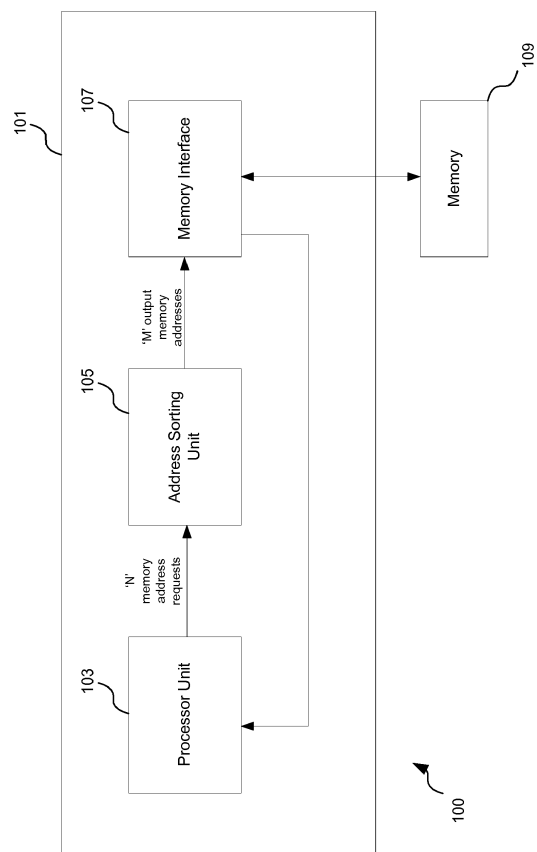 101
103
Processor Unit
'N'
memory
address
requests
105
Address Sorting
Unit
'M' output
memory
addresses
107
Memory Interface
100
Memory
109